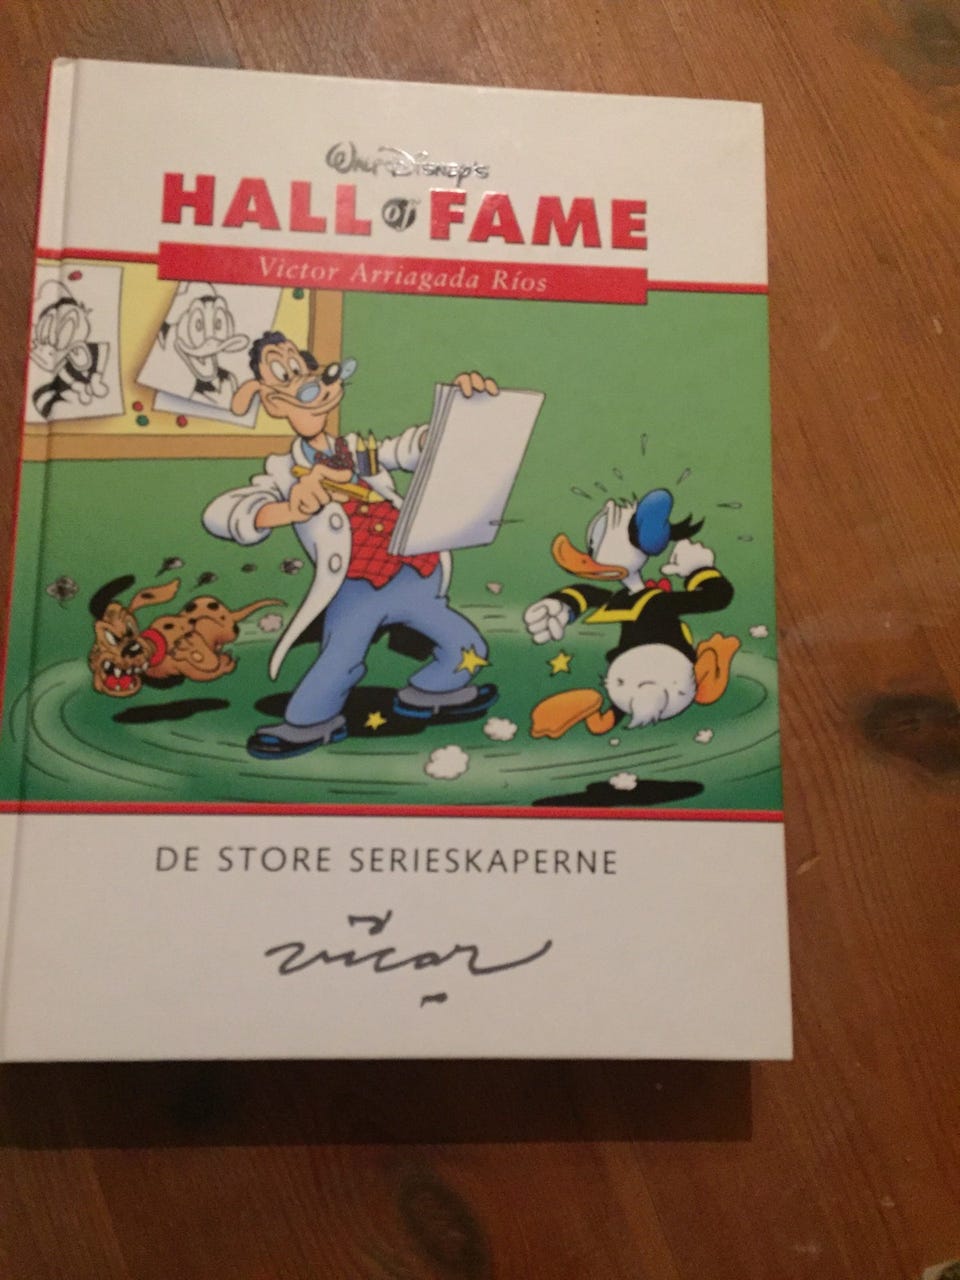 Walt Disney's
HALL of FAME
Victor Arriagada Ríos
DE STORE SERIESKAPERNE
vicar